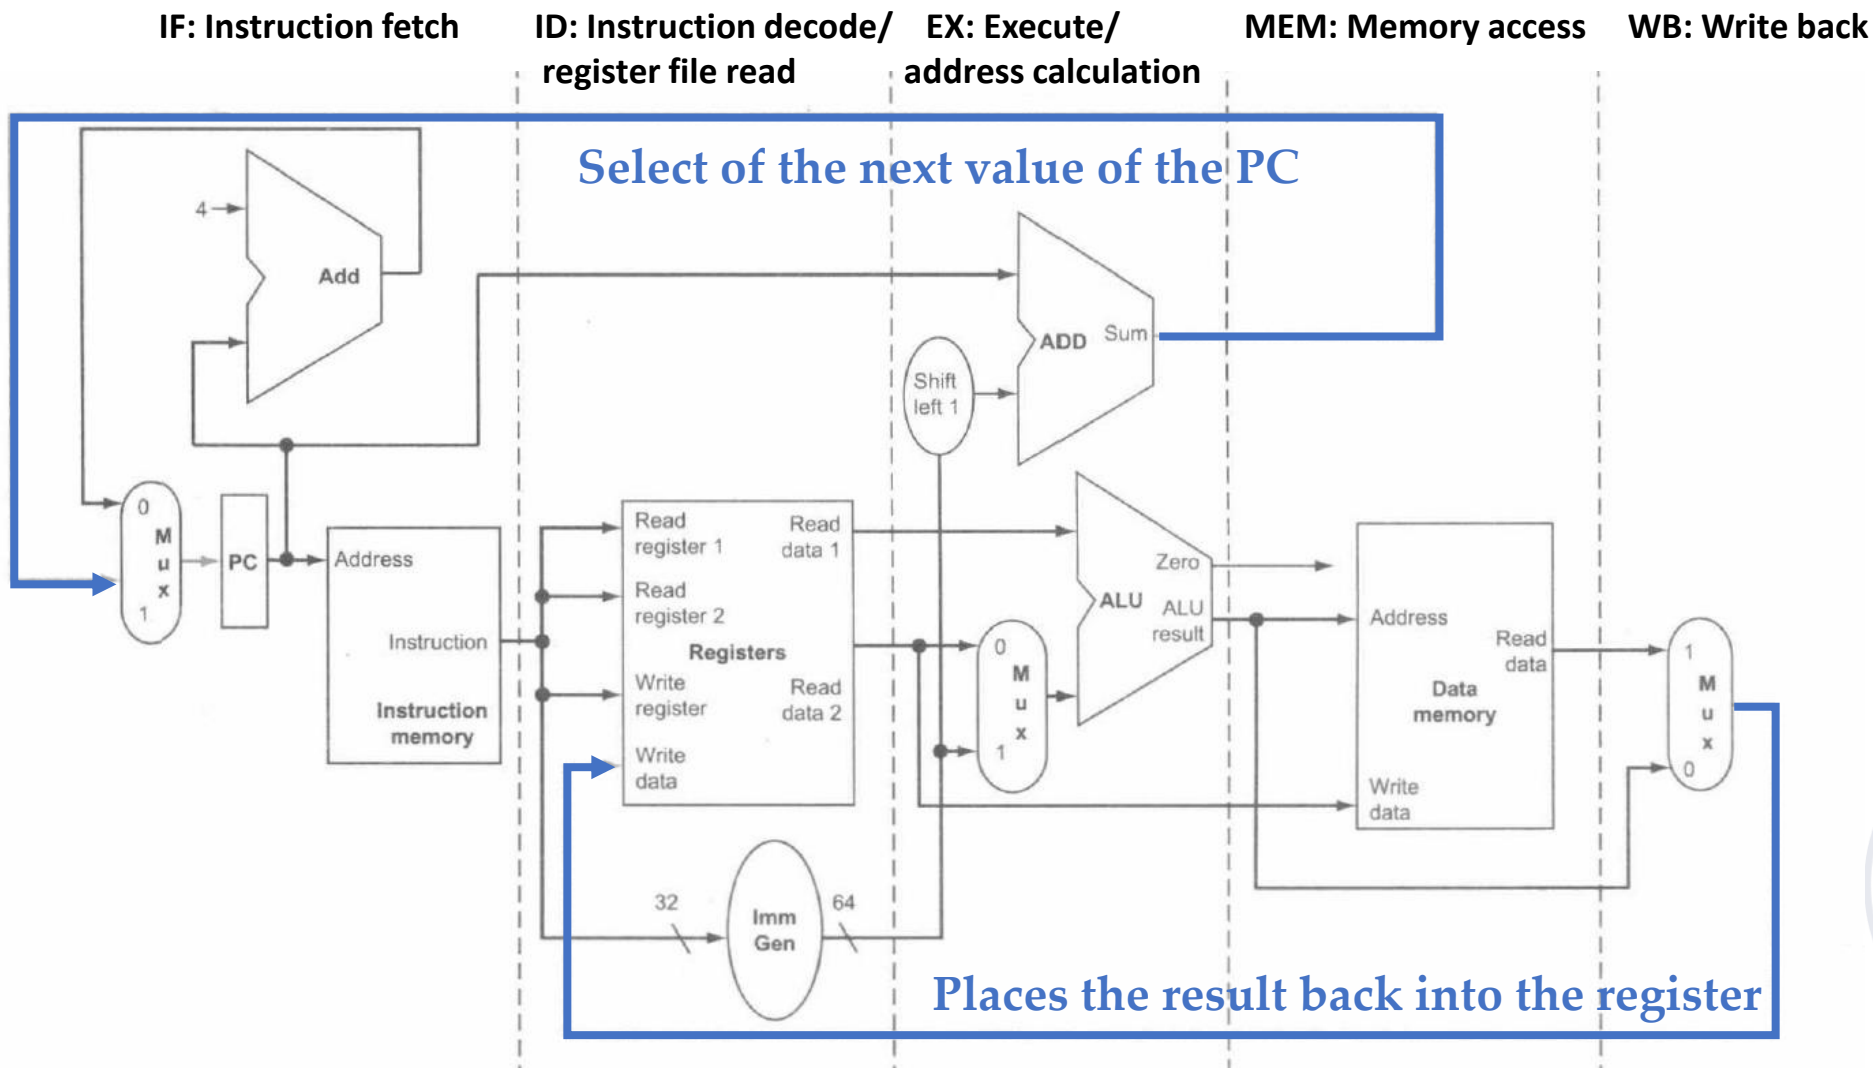 IF: Instruction fetch
ID: Instruction decode/
register file read
EX: Execute/
address calculation
MEM: Memory access
WB: Write back
Select of the next value of the PC
4
Add
ADD
Sum
Shift
left 1
0
M
u
x
1
PC
Address
Instruction
Instruction
memory
Read
register 1
Read
register 2
Write
register
Write
data
Registers
Read
data 1
Read
data 2
0
M
u
x
1
Zero
ALU
ALU
result
Address
Read
data
Data
memory
Write
data
1
M
u
x
0
32
Imm
Gen
64
Places the result back into the register